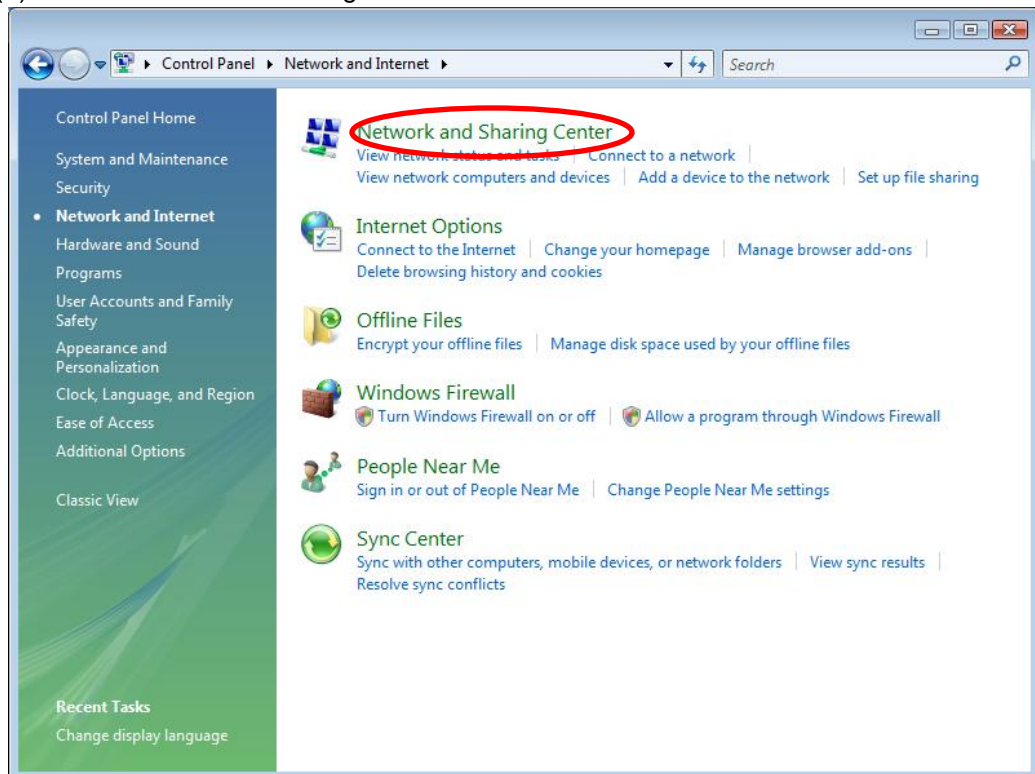 Control Panel
Network and Internet
Search
Control Panel Home
System and Maintenance
Security
• Network and Internet
Hardware and Sound
Programs
User Accounts and Family
Safety
Appearance and
Personalization
Clock, Language, and Region
Ease of Access
Additional Options
Classic View
Recent Tasks
Change display language
Network and Sharing Center
View network status and tasks Connect to a network
View network computers and devices Add a device to the network Set up file sharing
Internet Options
Connect to the Internet Change your homepage Manage browser add-ons
Delete browsing history and cookies
Offline Files
Encrypt your offline files Manage disk space used by your offline files
Windows Firewall
Turn Windows Firewall on or off Allow a program through Windows Firewall
People Near Me
Sign in or out of People Near Me Change People Near Me settings
Sync Center
Sync with other computers, mobile devices, or network folders View sync results
Resolve sync conflicts